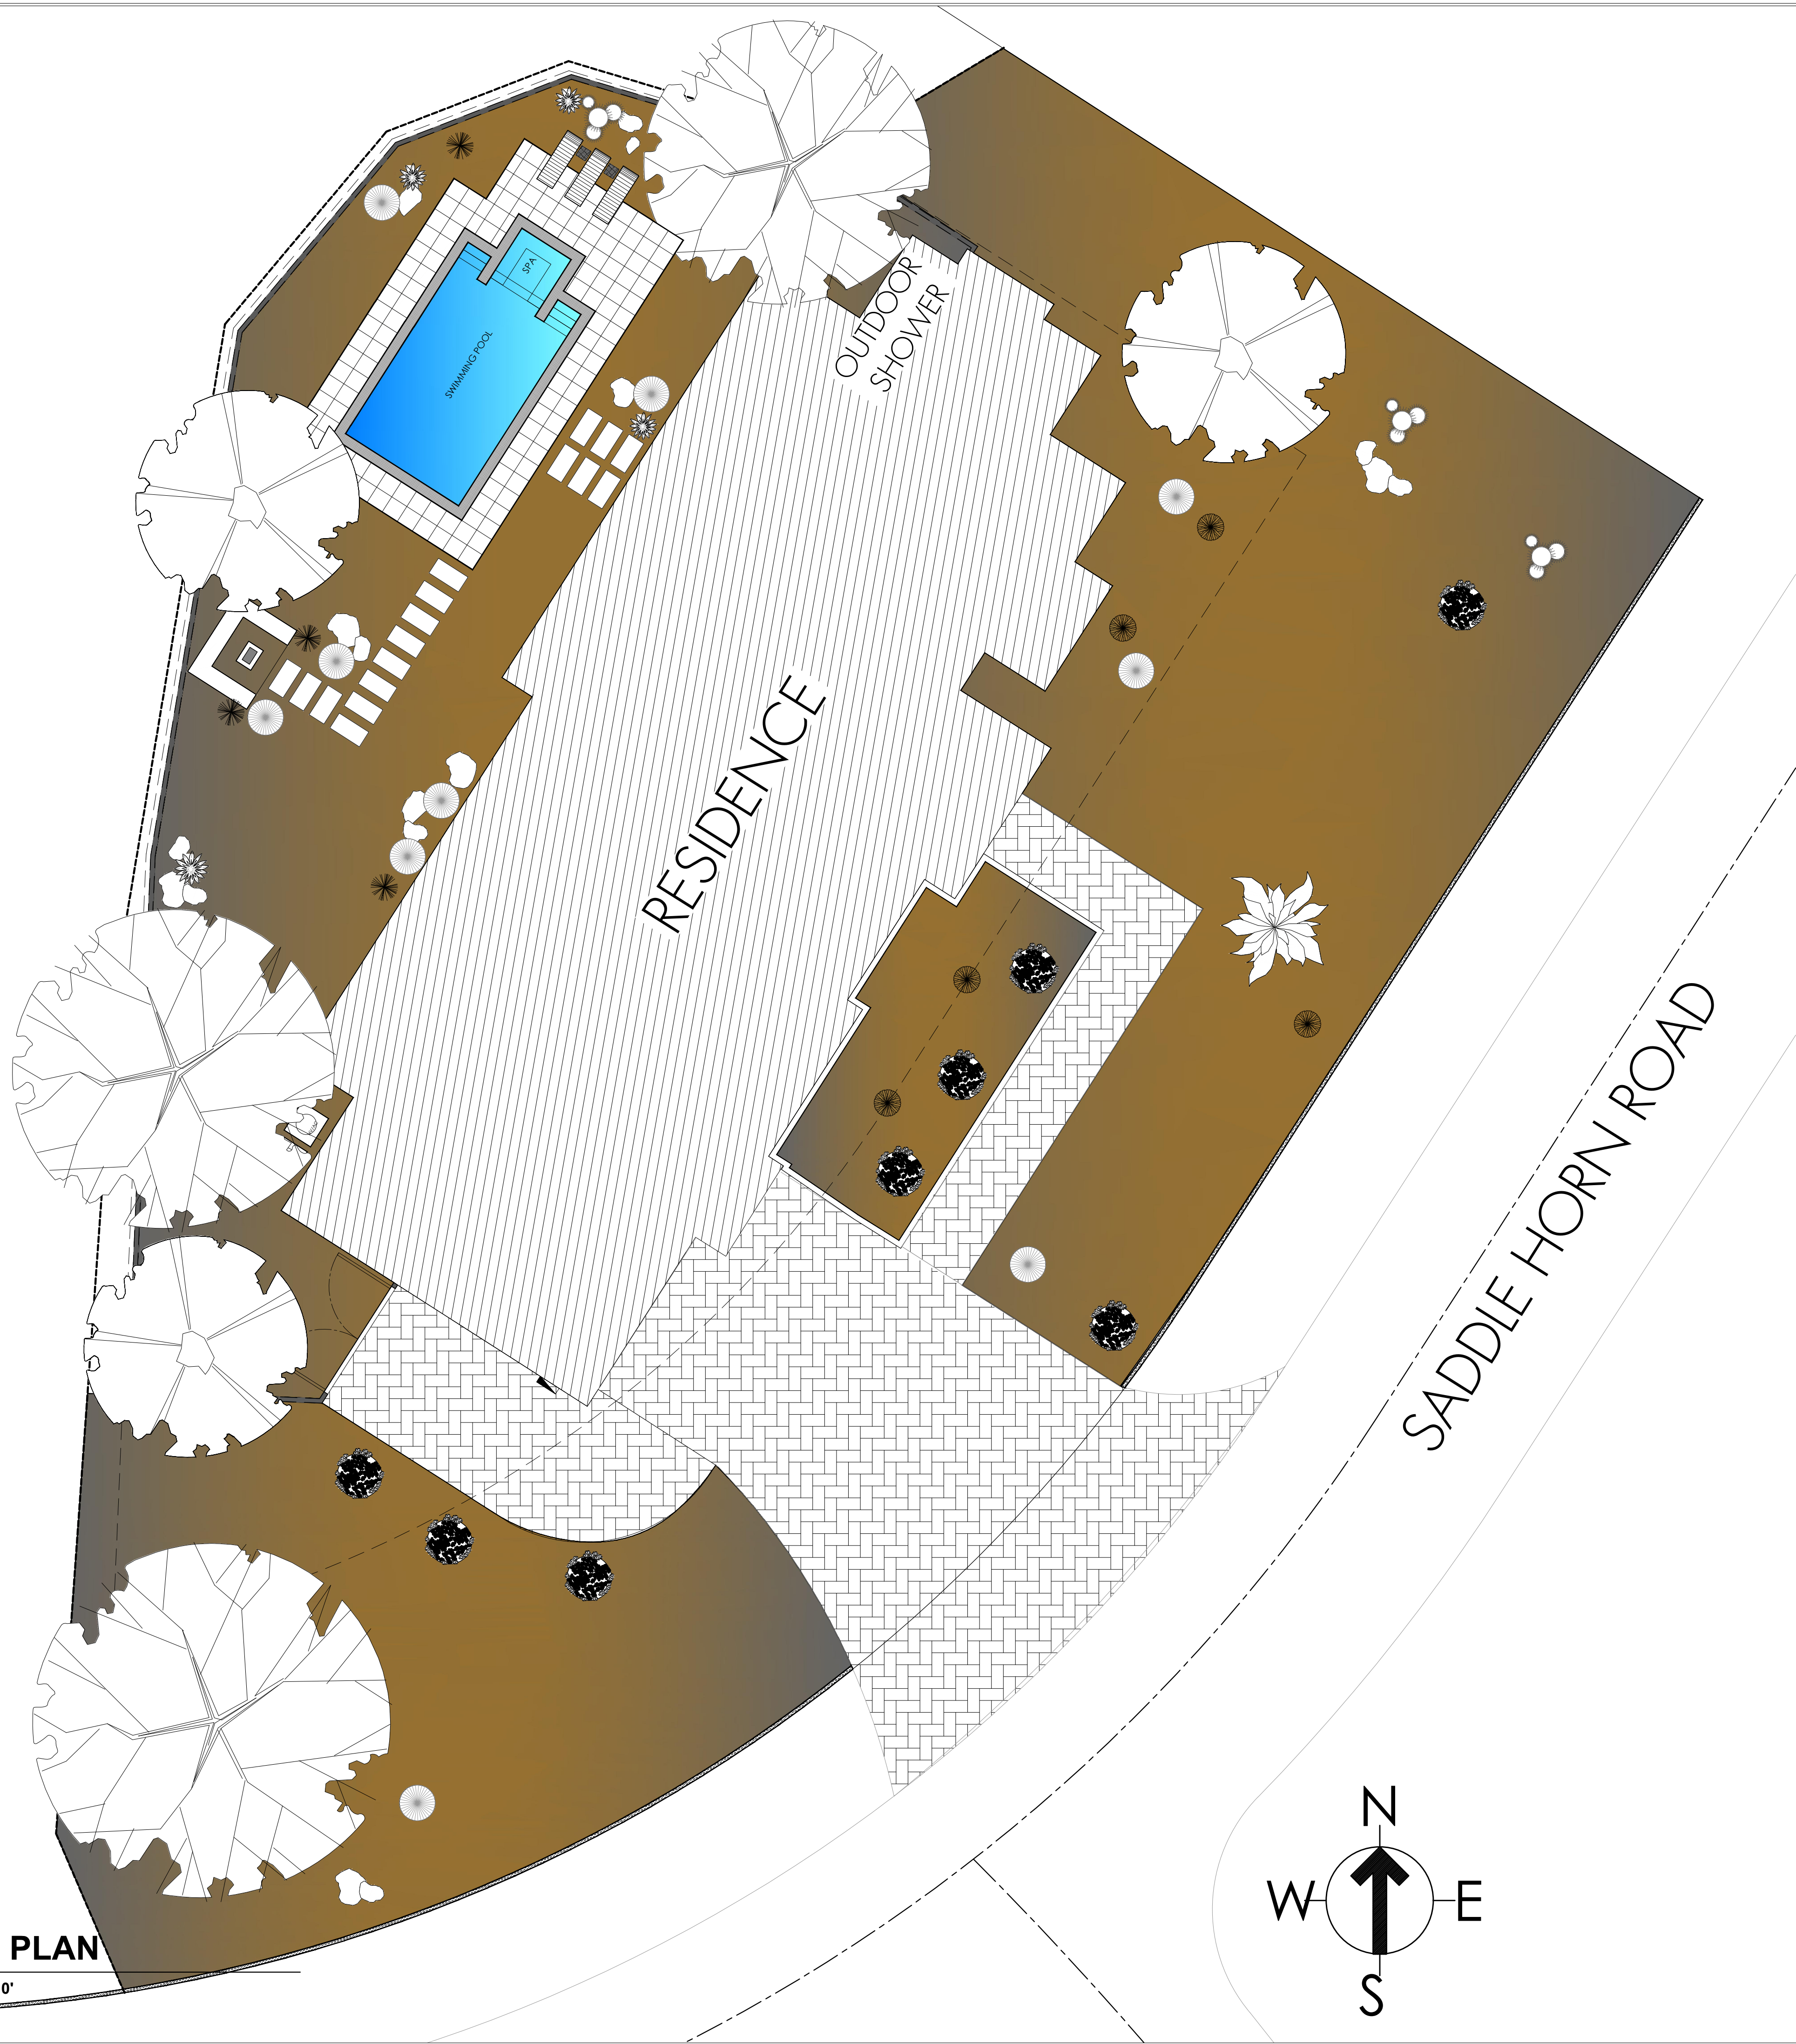 SPA
SWIMMING POOL
OUTDOOR
SHOWER
RESIDENCE
SADDLE HORN ROAD
N
W E
S
PLAN
0'